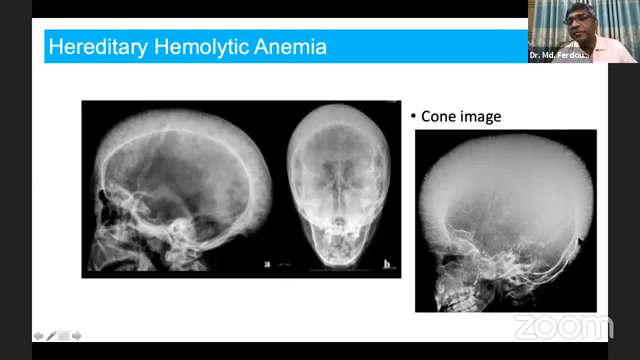 Hereditary Hemolytic Anemia
Dr. Md. Ferdou...
• Cone image
a
b
zoom